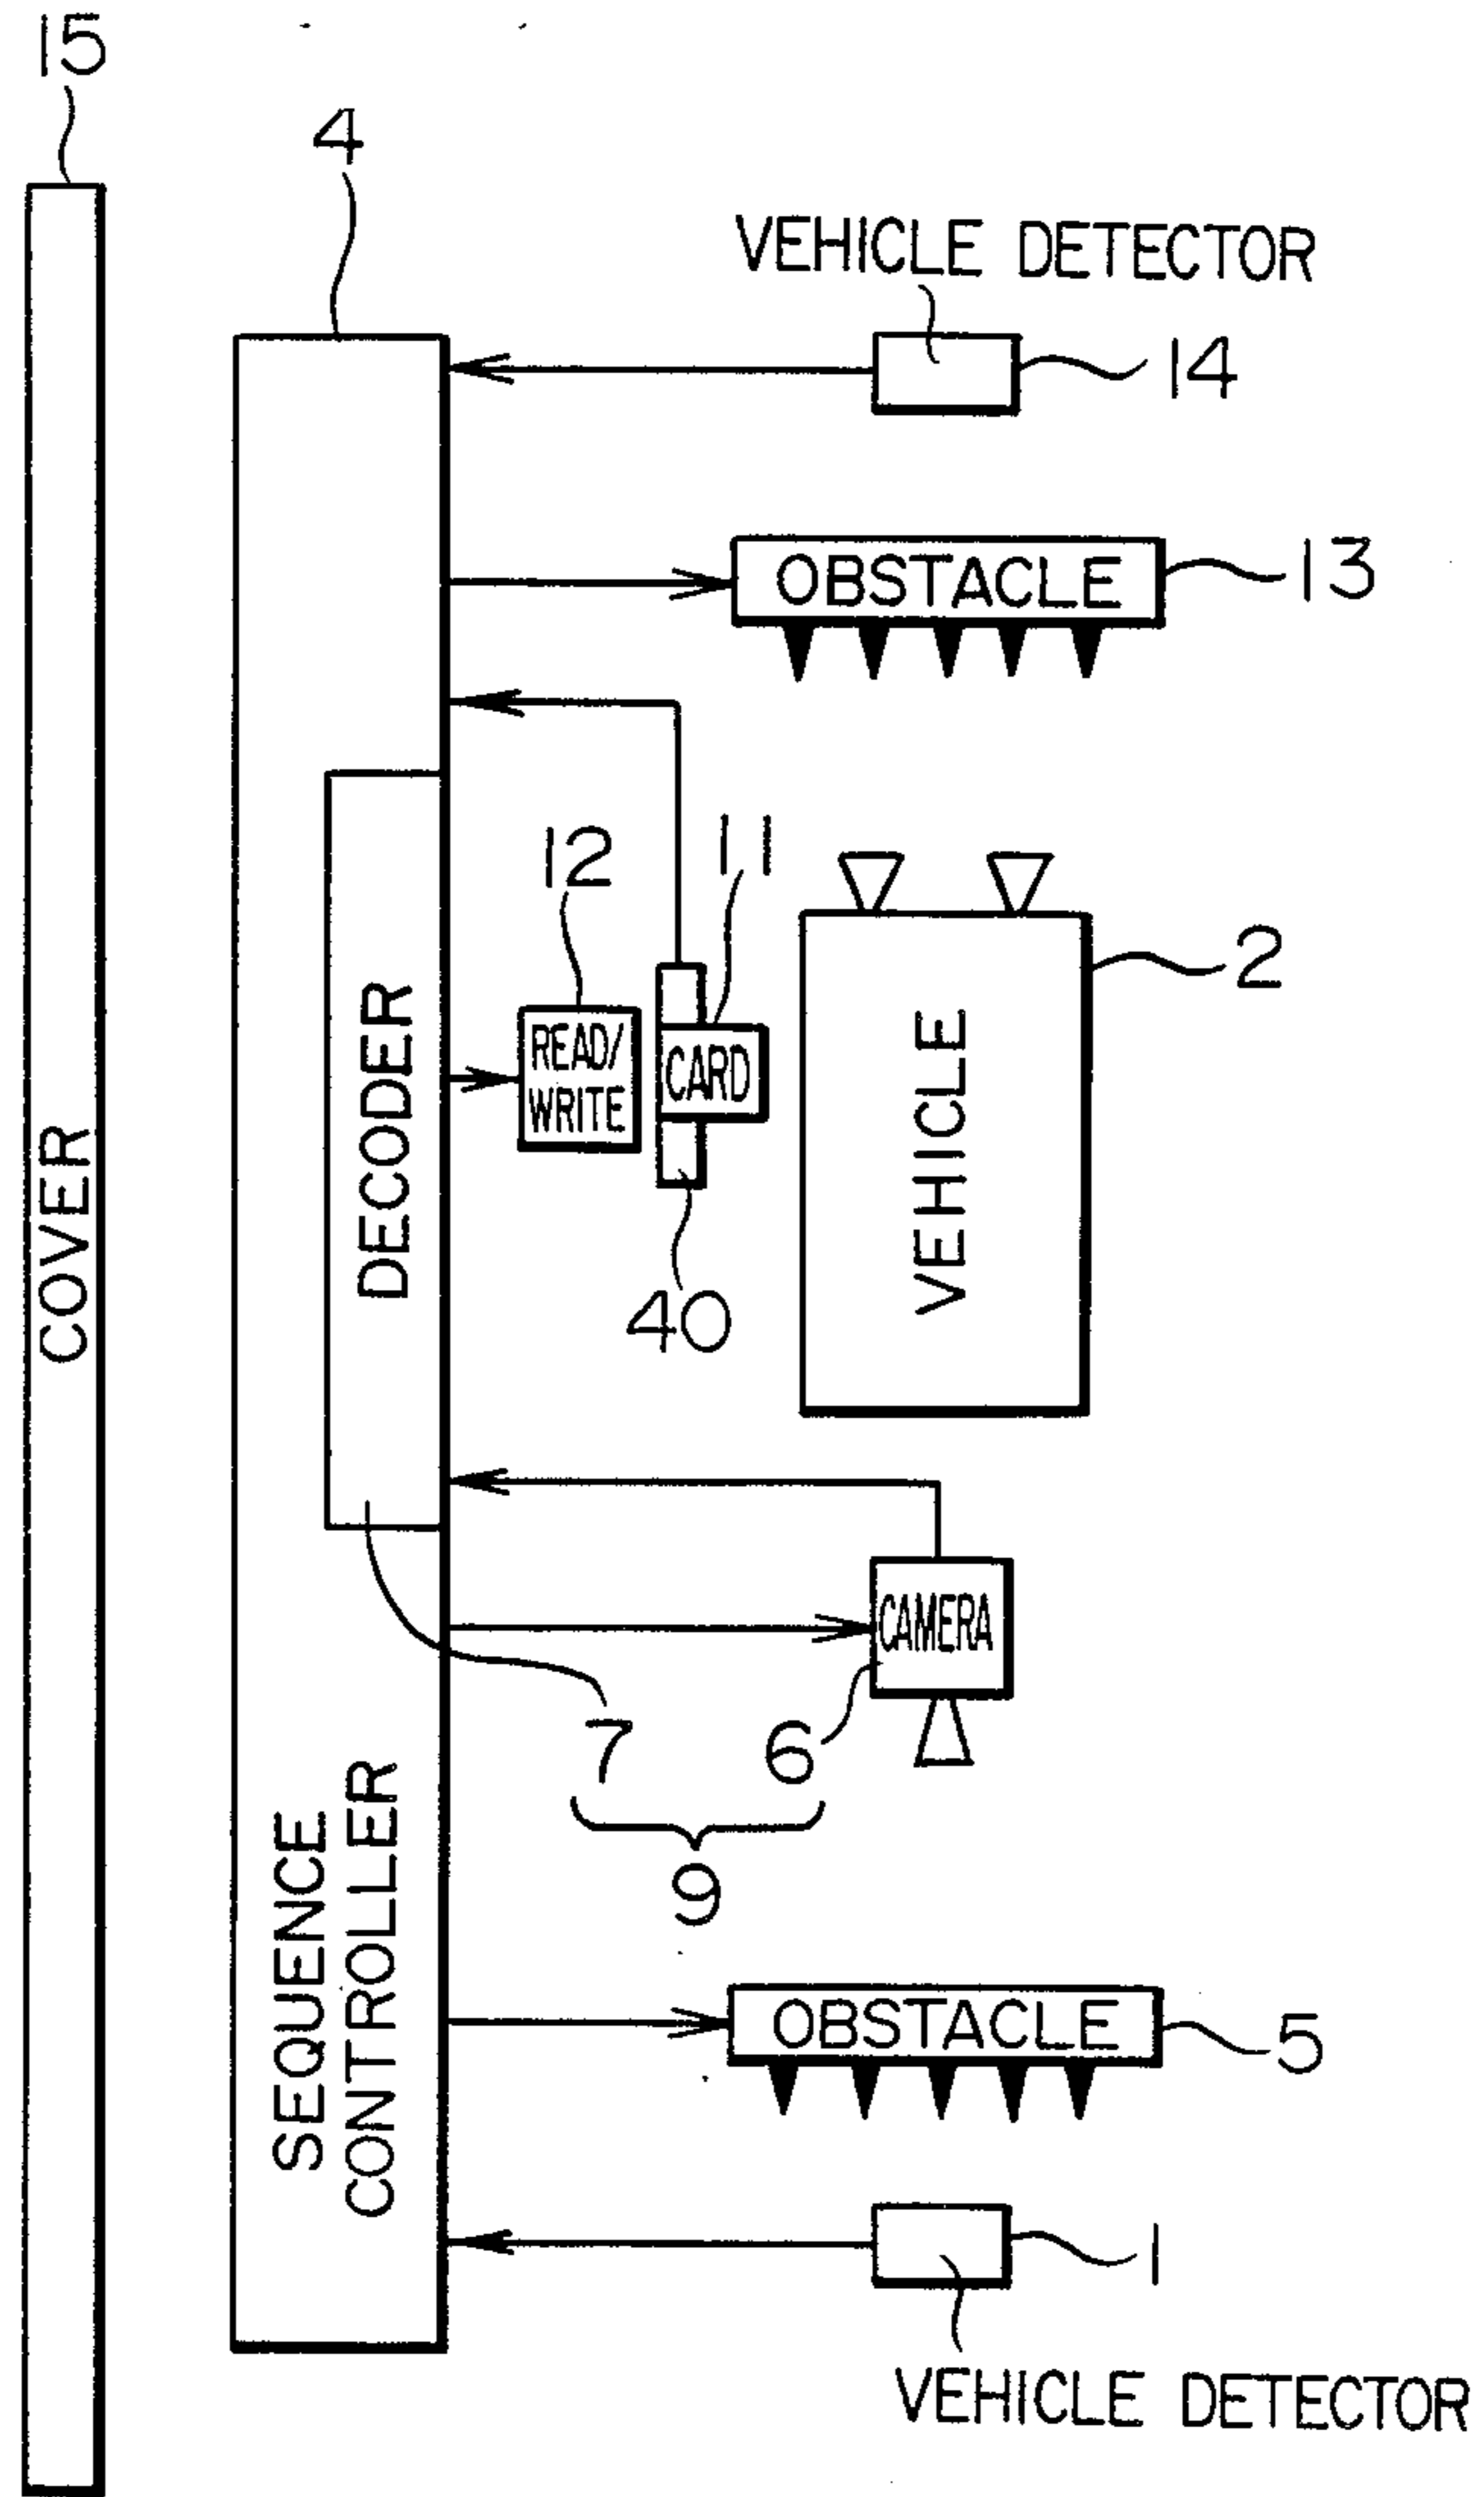 15
4
VEHICLE DETECTOR
14
OBSTACLE
13
12
11
2
READ/
WRITE
CARD
DECODER
VEHICLE
COVER
40
CAMERA
7
6
9
SEQUENCE
CONTROLLER
OBSTACLE
5
1
VEHICLE DETECTOR